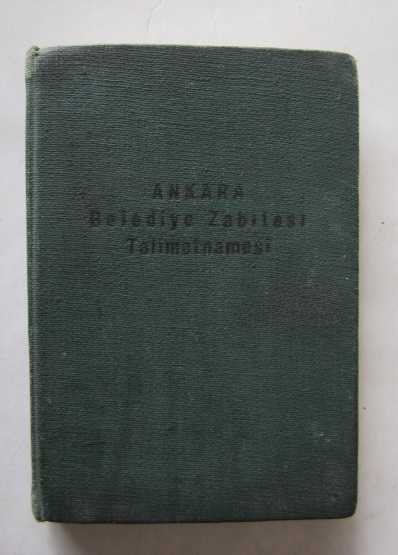 ANKARA
Belediye Zabıtası
Talimatnamesi